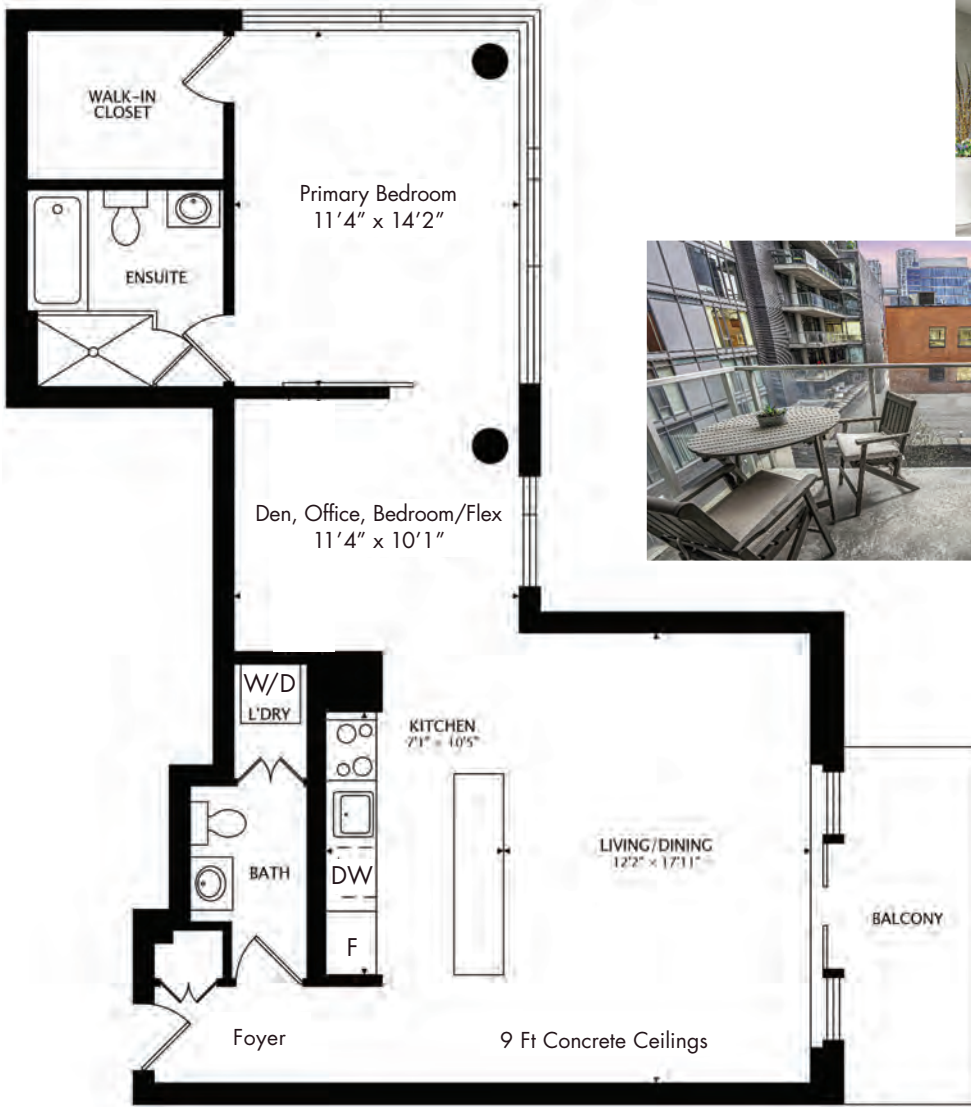 WALK-IN
CLOSET
Primary Bedroom
11'4" x 14'2"
ENSUITE
Den, Office, Bedroom/Flex
11'4" x 10'1"
W/D
L'DRY
KITCHEN
7'1" x 10'5"
LIVING/DINING
12'2" x 17'11"
BATH
DW
BALCONY
F
Foyer
9 Ft Concrete Ceilings